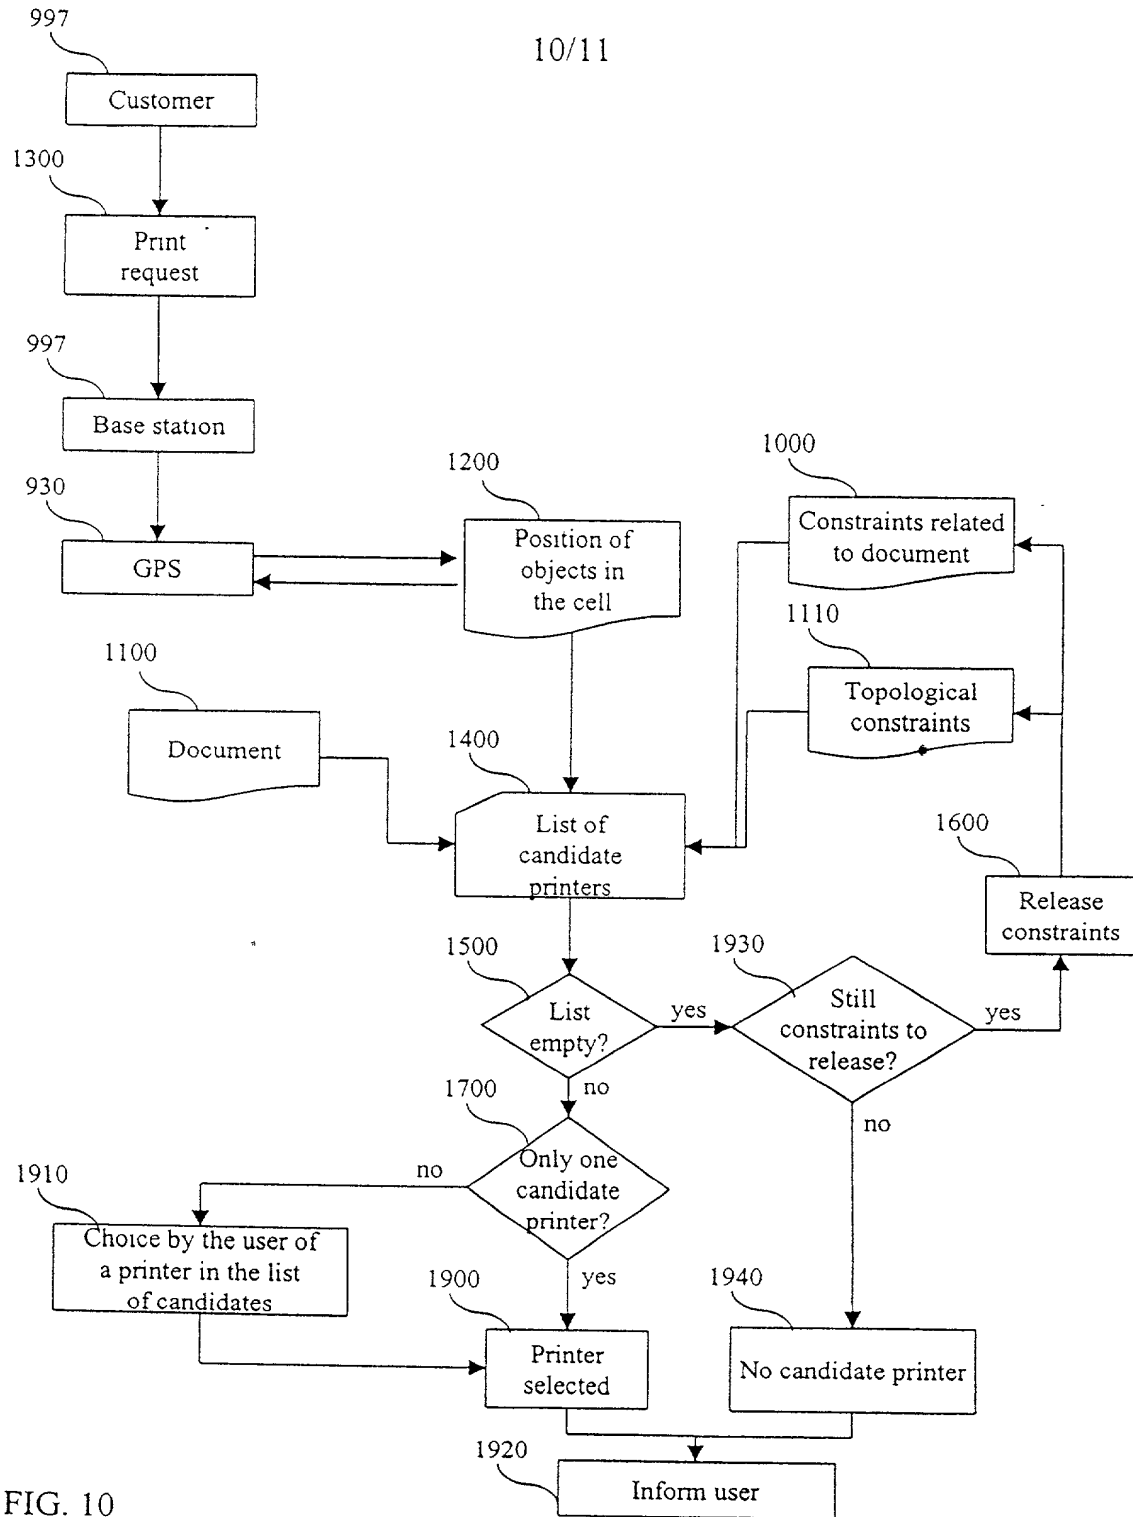 997
10/11
Customer
1300
Print
request
997
Base station
930
GPS
1200
Position of
objects in
the cell
1000
Constraints related
to document
1110
Topological
constraints
1100
Document
1400
List of
candidate
printers
1600
Release
constraints
1500
List
empty?
yes
1930
Still
constraints to
release?
yes
no
no
1700
Only one
candidate
printer?
no
yes
1910
Choice by the user of
a printer in the list
of candidates
1900
Printer
selected
1940
No candidate printer
1920
Inform user
FIG. 10